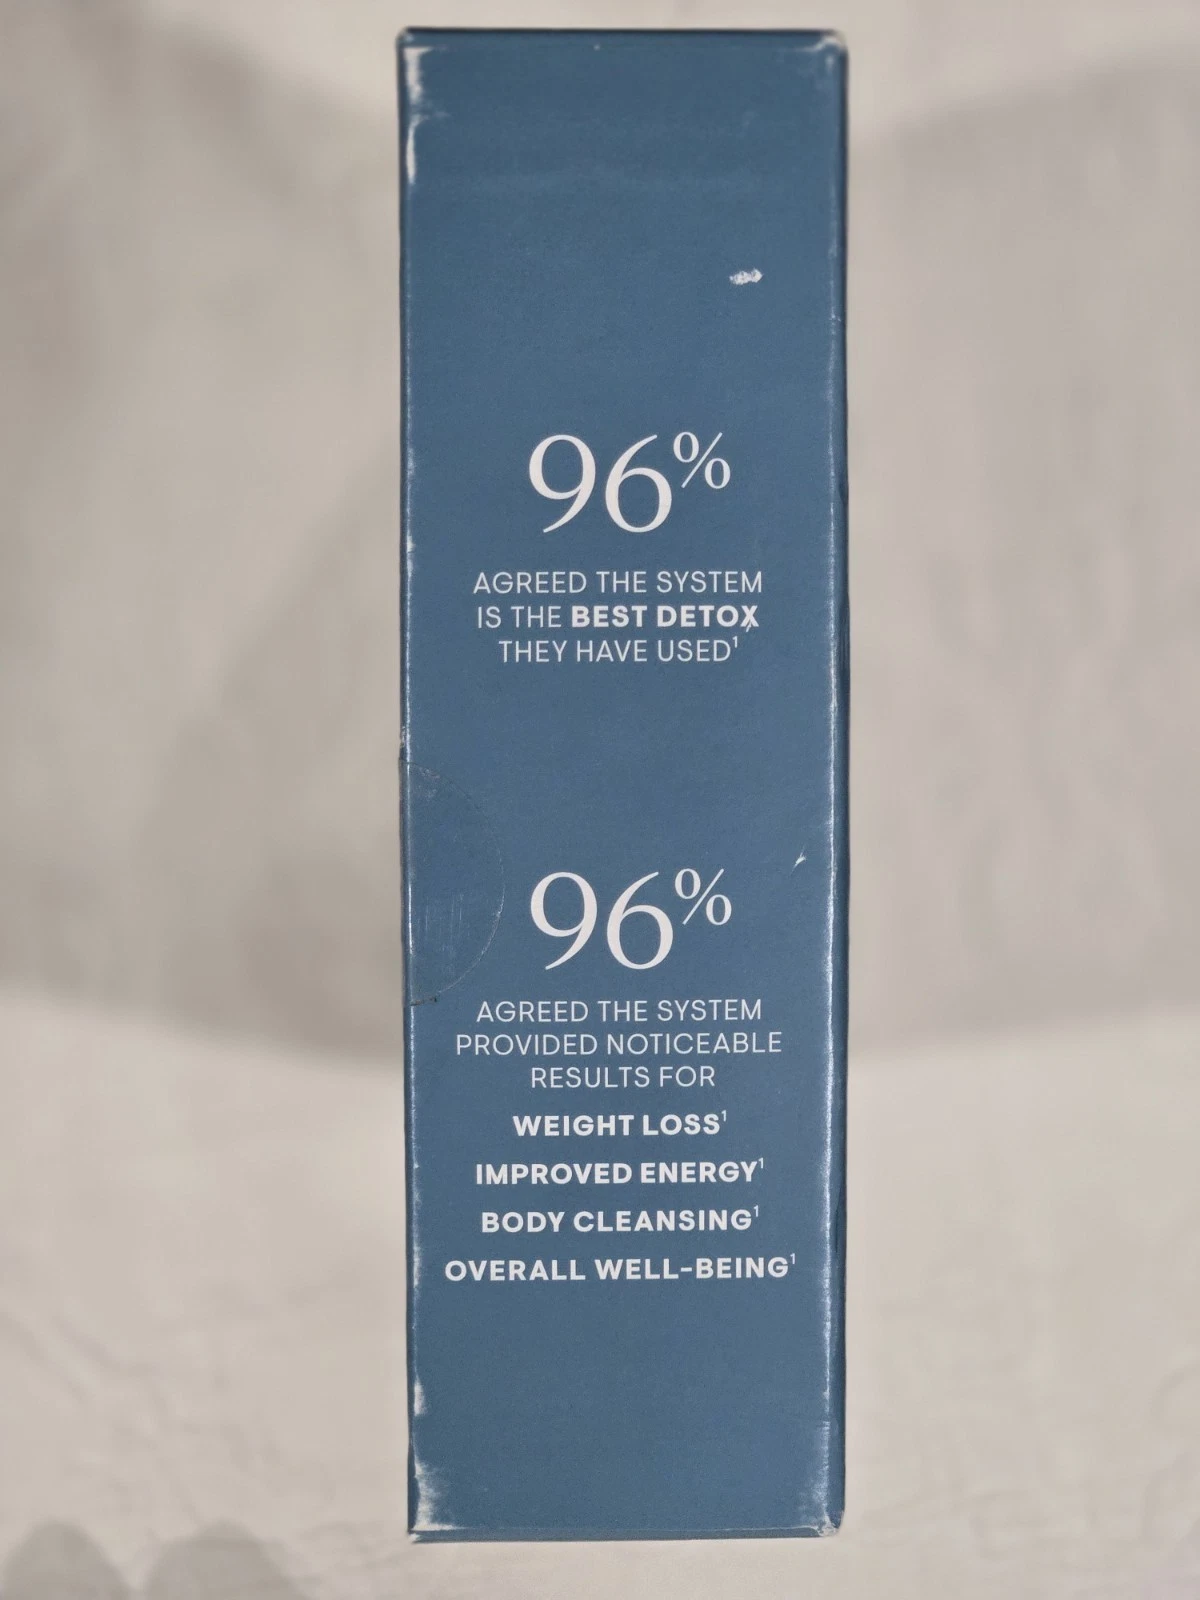 96%
AGREED THE SYSTEM
IS THE BEST DETOX
THEY HAVE USED¹
96%
AGREED THE SYSTEM
PROVIDED NOTICEABLE
RESULTS FOR
WEIGHT LOSS¹
IMPROVED ENERGY¹
BODY CLEANSING¹
OVERALL WELL-BEING¹